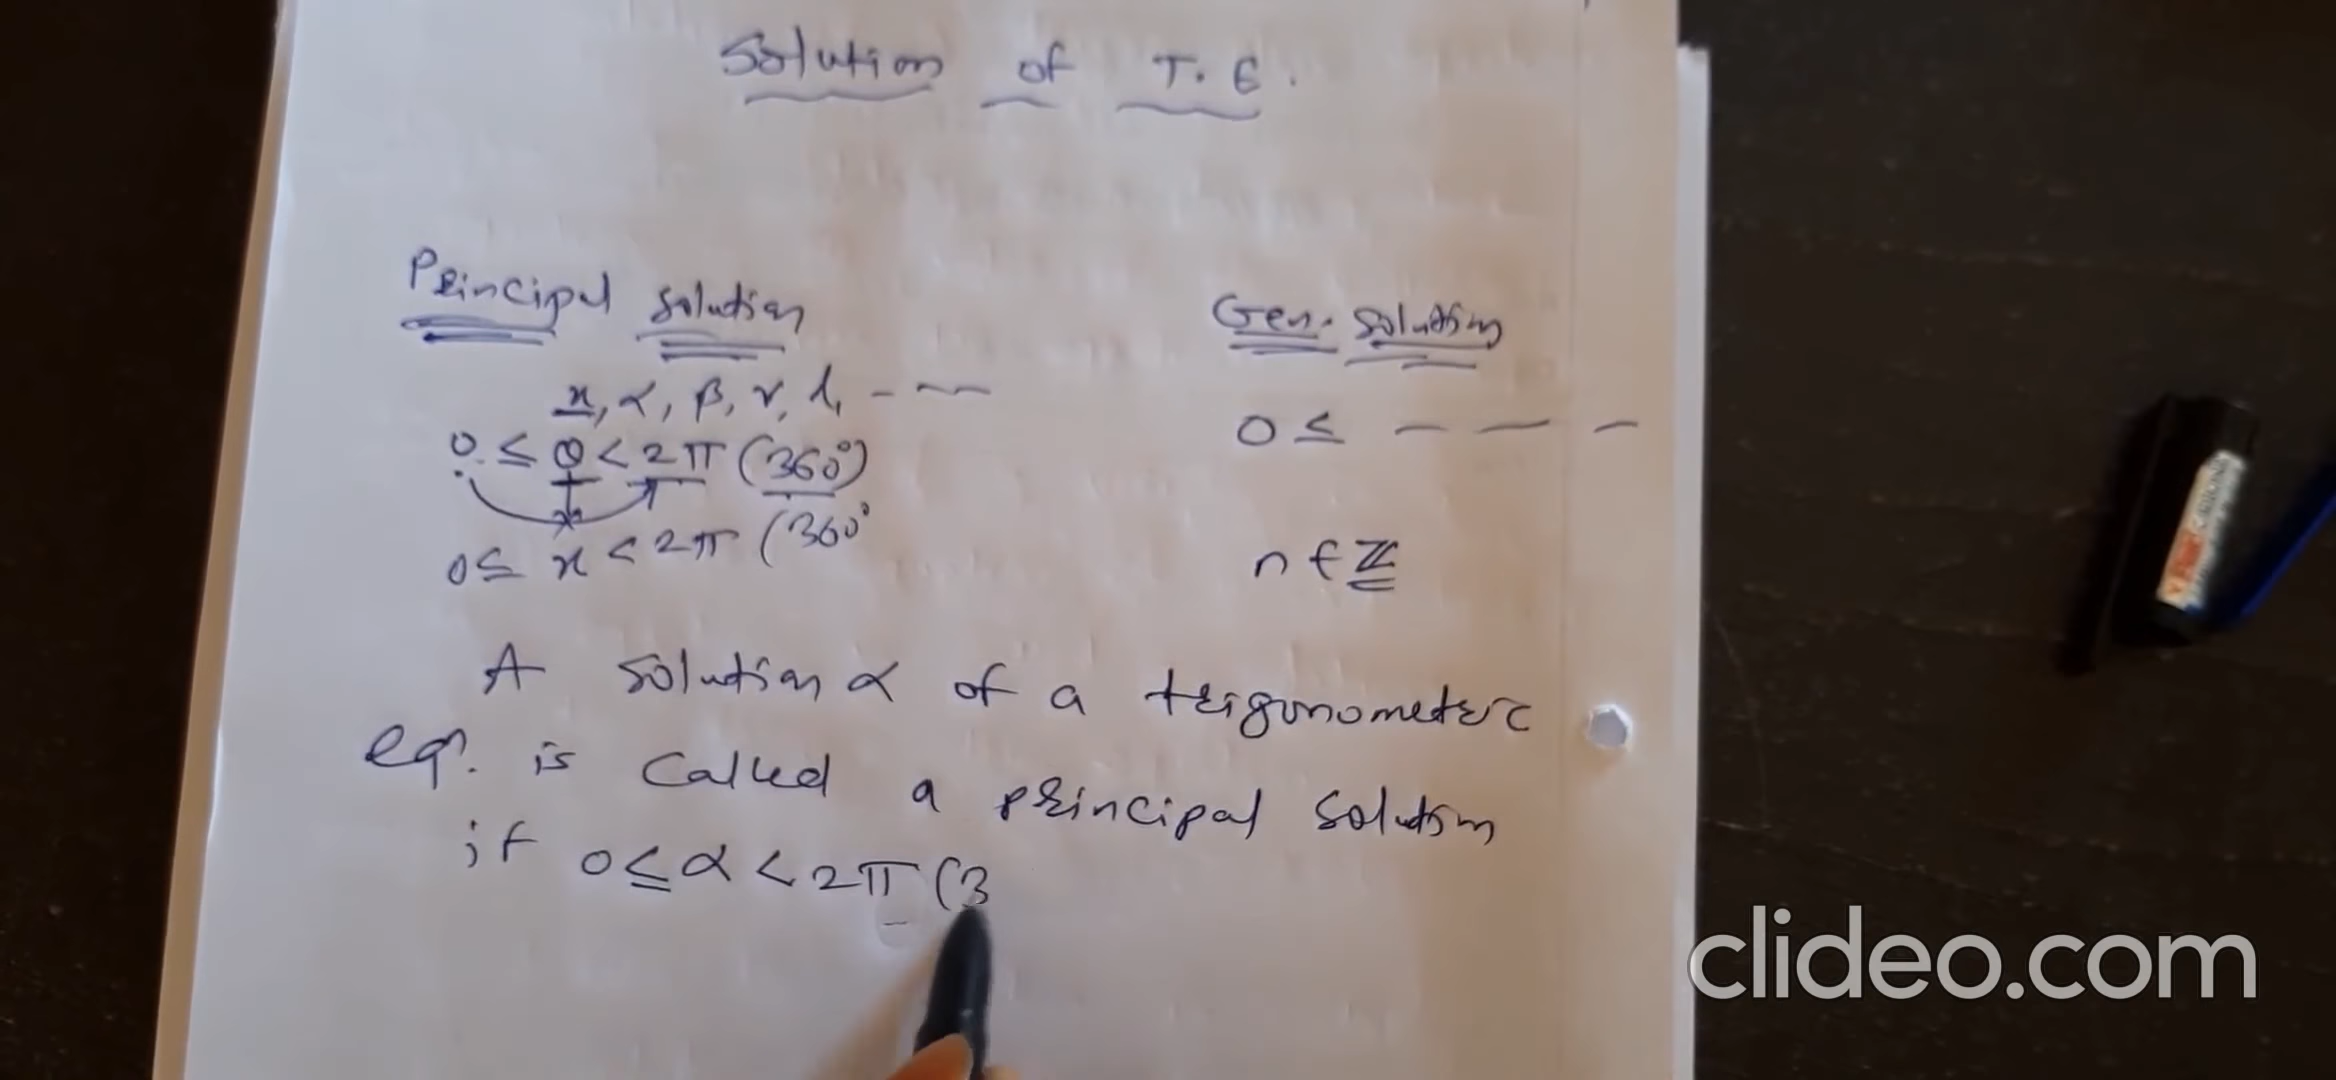 Solution of T.E.
Principal solution
Gen. solution
x, α, β, γ, λ, - ~~
0 ≤ - - -
0 ≤ θ < 2π (360°)
0 ≤ x < 2π (360°
n ∈ ℤ
A solution α of a trigonometric
eqn. is called a principal solution
if 0 ≤ α < 2π (3
clideo.com